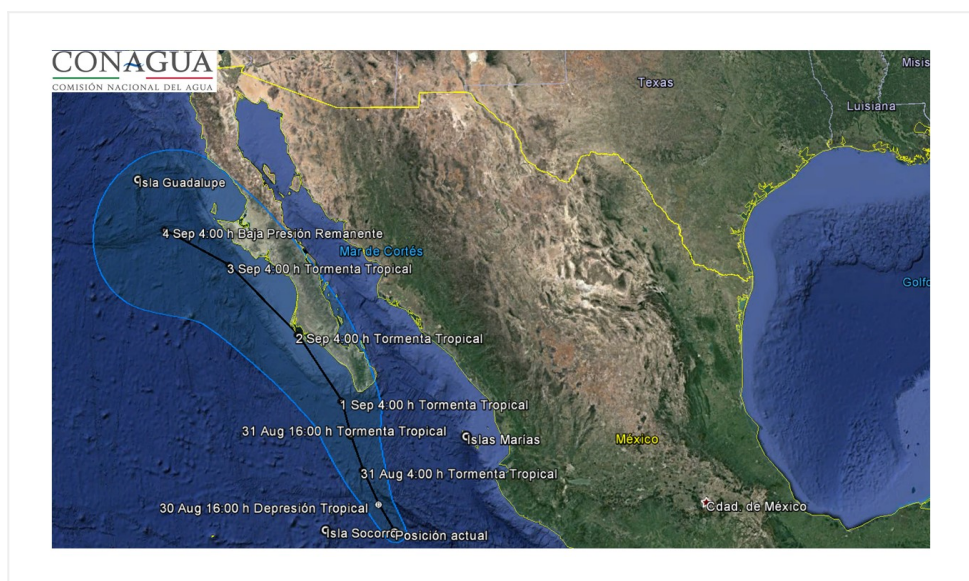 CONAGUA
COMISIÓN NACIONAL DEL AGUA
Misis
Texas
Luisiana
Isla Guadalupe
4 Sep 4:00 h Baja Presión Remanente
Mar de Cortés
3 Sep 4:00 h Tormenta Tropical
Golfo
2 Sep 4:00 h Tormenta Tropical
1 Sep 4:00 h Tormenta Tropical
31 Aug 16:00 h Tormenta Tropical
Islas Marías
México
31 Aug 4:00 h Tormenta Tropical
30 Aug 16:00 h Depresión Tropical
Cdad. de México
Isla Socorro
Posición actual